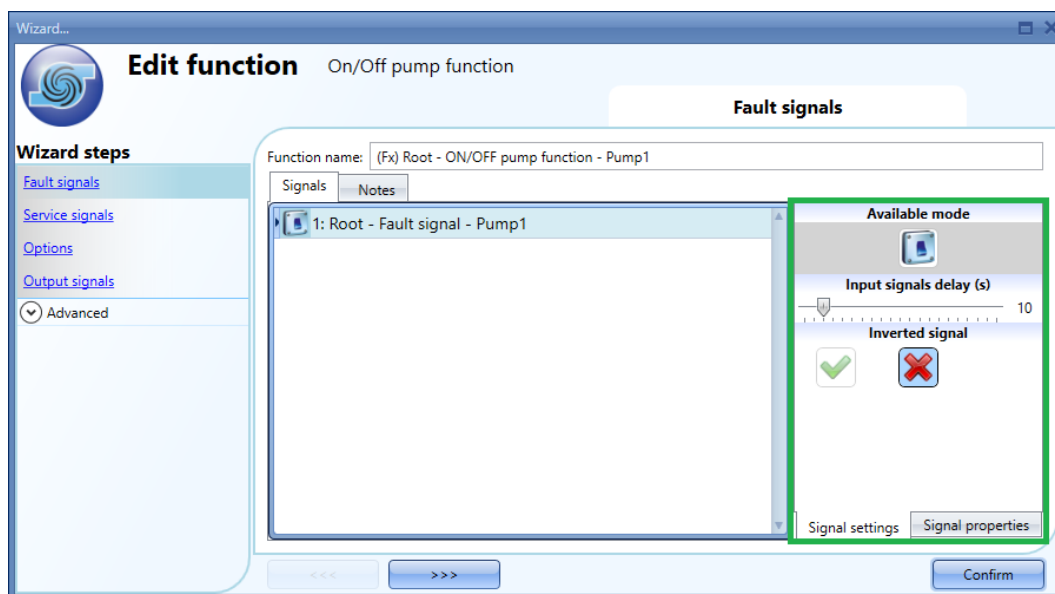 Wizard...
Edit function On/Off pump function
Fault signals
Wizard steps
Fault signals
Service signals
Options
Output signals
Advanced
Function name: (Fx) Root - ON/OFF pump function - Pump1
Signals Notes
1: Root - Fault signal - Pump1
Available mode
Input signals delay (s)
10
Inverted signal
Signal settings Signal properties
<<< >>> Confirm